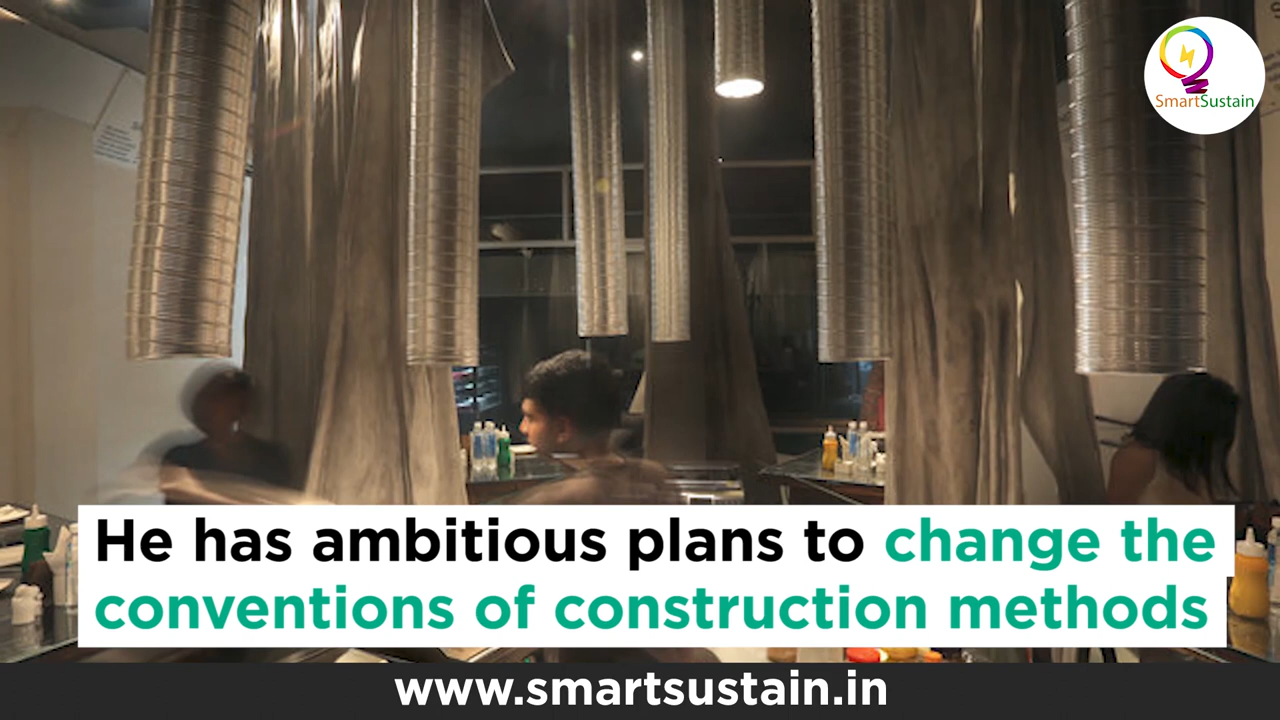 SmartSustain
He has ambitious plans to change the
conventions of construction methods
www.smartsustain.in